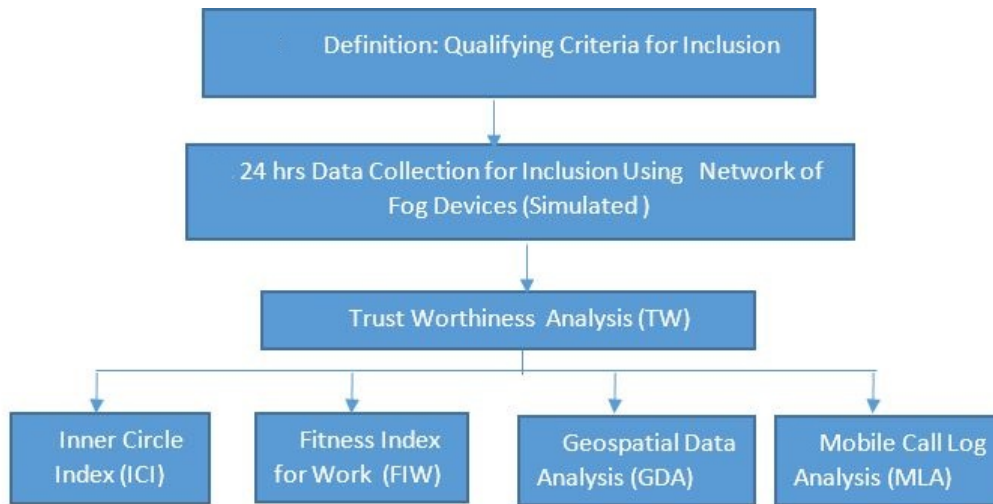 Definition: Qualifying Criteria for Inclusion
24 hrs Data Collection for Inclusion Using Network of
Fog Devices (Simulated )
Trust Worthiness Analysis (TW)
Inner Circle
Index (ICI)
Fitness Index
for Work (FIW)
Geospatial Data
Analysis (GDA)
Mobile Call Log
Analysis (MLA)